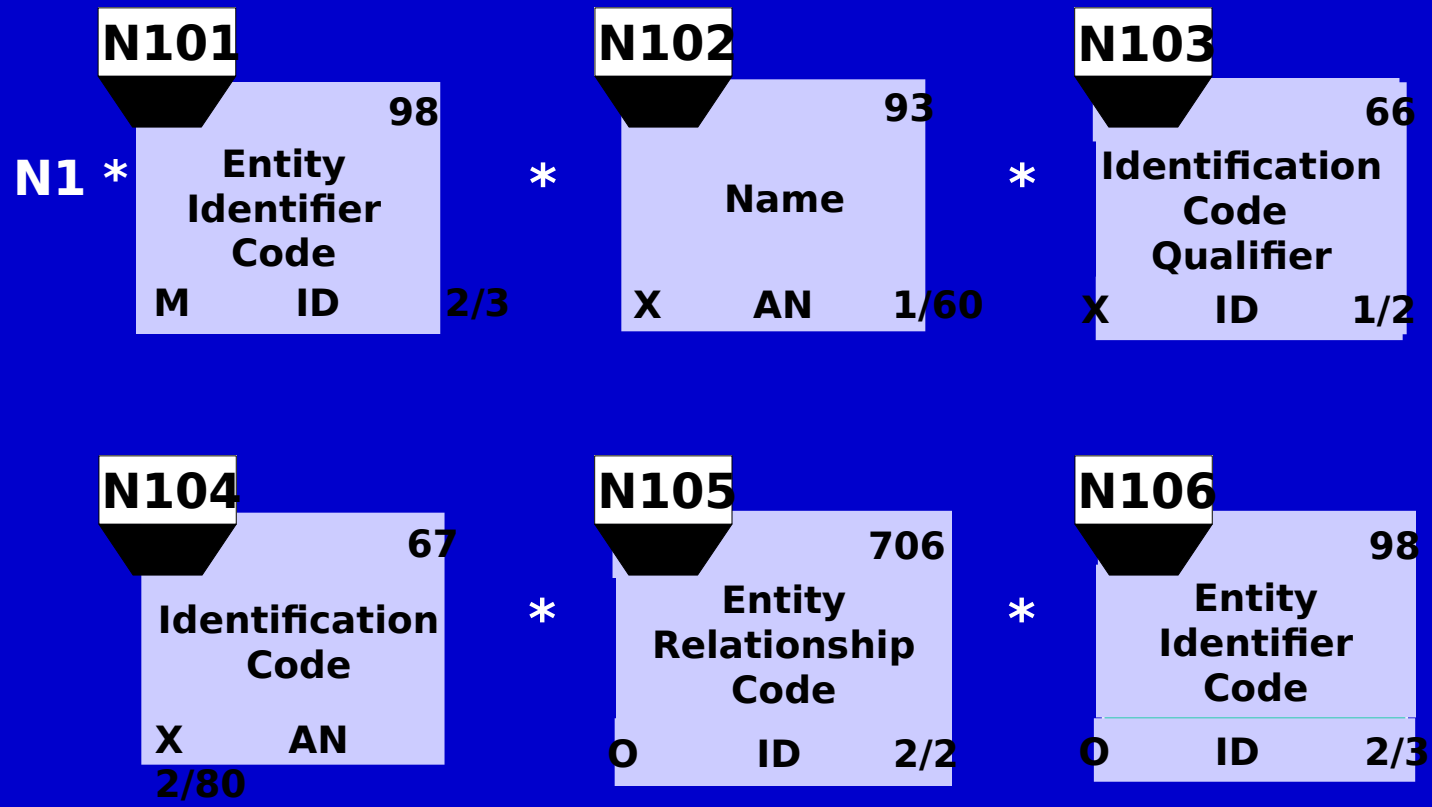 N101
98
N1 *
Entity
Identifier
Code
M ID 2/3
*
N102
93
Name
X AN 1/60
*
N103
66
Identification
Code
Qualifier
X ID 1/2
N104
67
Identification
Code
X AN
2/80
*
N105
706
Entity
Relationship
Code
O ID 2/2
*
N106
98
Entity
Identifier
Code
O ID 2/3